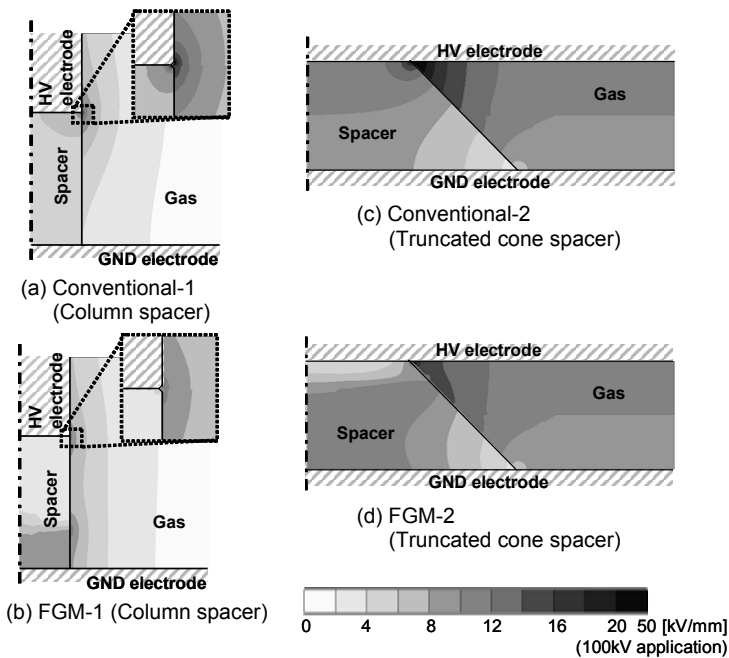 HV
electrode
Spacer
Gas
GND electrode
(a) Conventional-1
(Column spacer)
HV
electrode
Spacer
Gas
GND electrode
(b) FGM-1 (Column spacer)
HV electrode
Gas
Spacer
GND electrode
(c) Conventional-2
(Truncated cone spacer)
HV electrode
Gas
Spacer
GND electrode
(d) FGM-2
(Truncated cone spacer)
0 4 8 12 16 20 50 [kV/mm]
(100kV application)